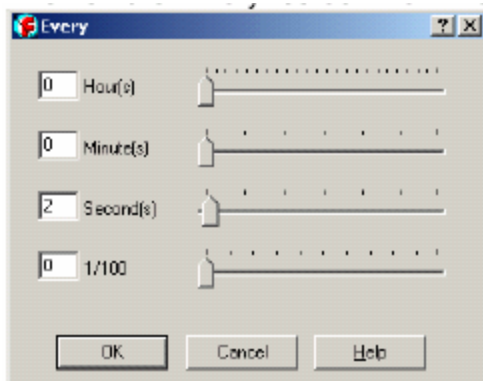 Every
0 Hour(s)
0 Minute(s)
2 Second(s)
0 1/100
OK Cancel Help